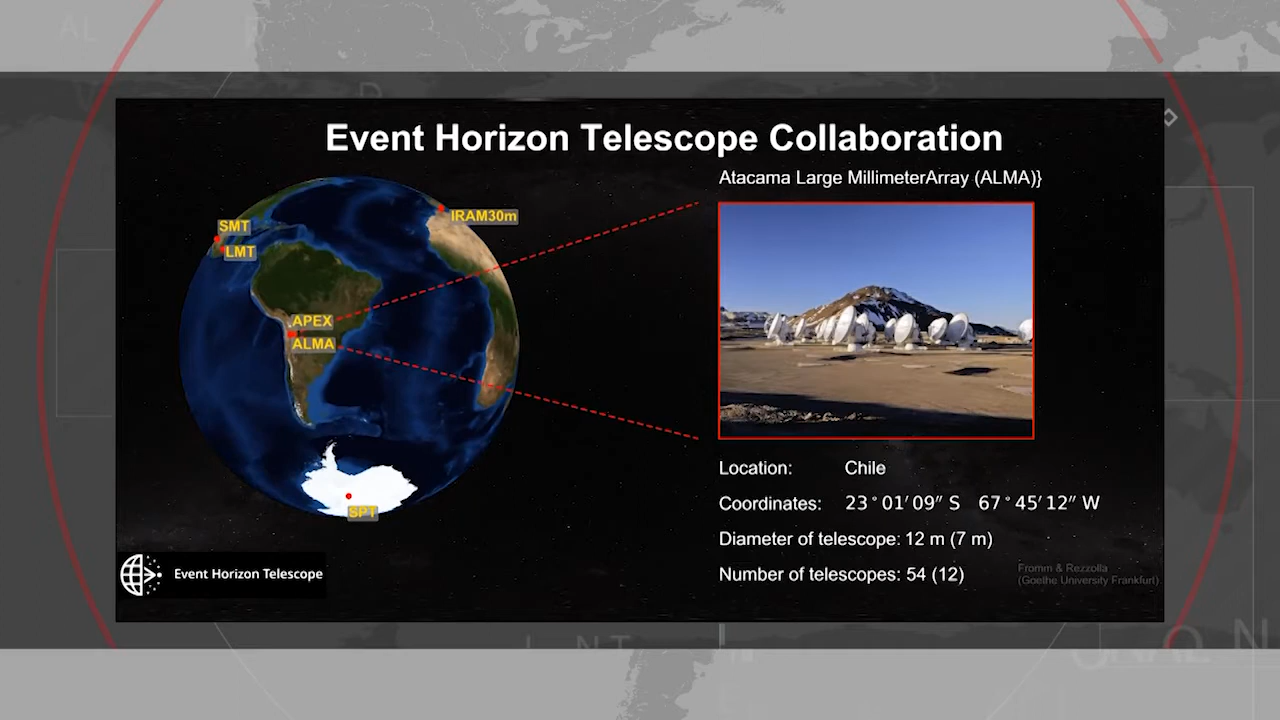 Event Horizon Telescope Collaboration
Atacama Large MillimeterArray (ALMA)}
SMT
LMT
IRAM30m
APEX
ALMA
SPT
Location: Chile
Coordinates: 23°01′09″ S 67°45′12″ W
Diameter of telescope: 12 m (7 m)
Number of telescopes: 54 (12)
Event Horizon Telescope
Fromm & Rezzolla
(Goethe University Frankfurt)